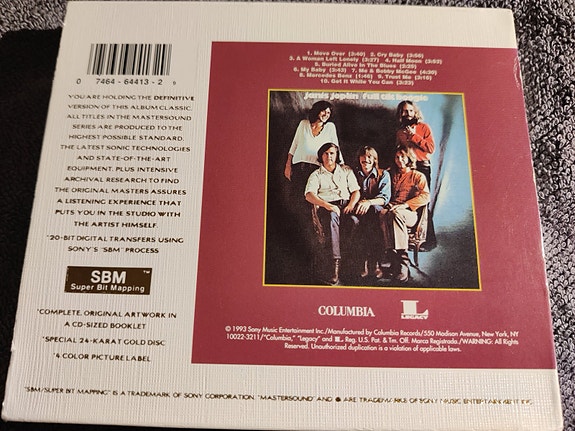 0 7464-64413-2 9
YOU ARE HOLDING THE DEFINITIVE
VERSION OF THIS ALBUM CLASSIC.
ALL TITLES IN THE MASTERSOUND
SERIES ARE PRODUCED TO THE
HIGHEST POSSIBLE STANDARD.
THE LATEST SONIC TECHNOLOGIES
AND STATE-OF-THE-ART
EQUIPMENT, PLUS INTENSIVE
ARCHIVAL RESEARCH TO FIND
THE ORIGINAL MASTERS ASSURES
A LISTENING EXPERIENCE THAT
PUTS YOU IN THE STUDIO WITH
THE ARTIST HIMSELF
*20-BIT DIGITAL TRANSFERS USING
SONY'S "SBM" PROCESS
SBM™
Super Bit Mapping
*COMPLETE, ORIGINAL ARTWORK IN
A CD-SIZED BOOKLET
*SPECIAL 24-KARAT GOLD DISC
*4 COLOR PICTURE LABEL
1. Move Over (3:40) 2. Cry Baby (3:56)
3. A Woman Left Lonely (3:27) 4. Half Moon (3:52)
5. Buried Alive In The Blues (2:25)
6. My Baby (3:43) 7. Me & Bobby McGee (4:30)
8. Mercedes Benz (1:46) 9. Trust Me (3:16)
10. Get It While You Can (3:23)
Janis Joplin full tilt boogie
COLUMBIA
L
LEGACY
© 1993 Sony Music Entertainment Inc./Manufactured by Columbia Records/550 Madison Avenue, New York, NY
10022-3211/"Columbia," "Legacy" and L Reg. U.S. Pat. & Tm. Off. Marca Registrada./WARNING: All Rights
Reserved. Unauthorized duplication is a violation of applicable laws.
"SBM/SUPER BIT MAPPING" IS A TRADEMARK OF SONY CORPORATION. "MASTERSOUND" AND ARE TRADEMARKS OF SONY MUSIC ENTERTAINMENT INC.